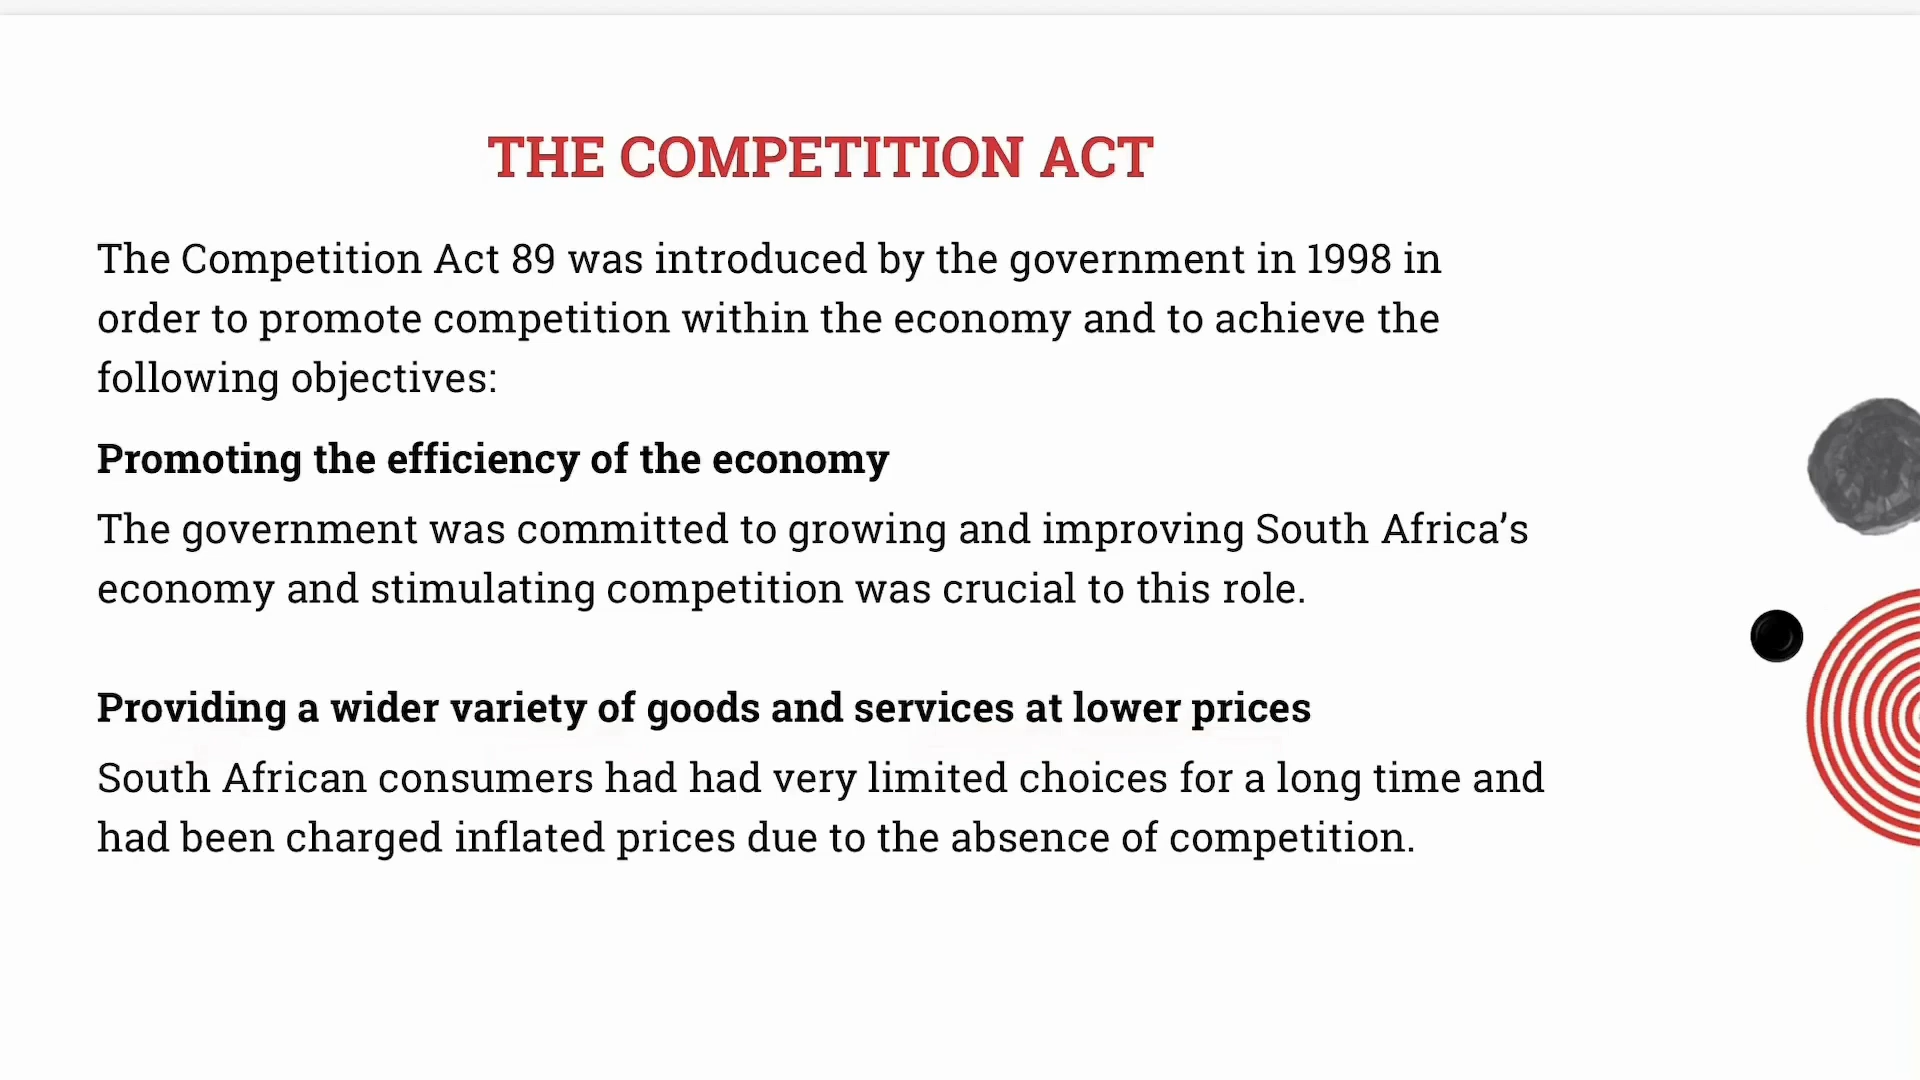 THE COMPETITION ACT
The Competition Act 89 was introduced by the government in 1998 in
order to promote competition within the economy and to achieve the
following objectives:
Promoting the efficiency of the economy
The government was committed to growing and improving South Africa’s
economy and stimulating competition was crucial to this role.
Providing a wider variety of goods and services at lower prices
South African consumers had had very limited choices for a long time and
had been charged inflated prices due to the absence of competition.